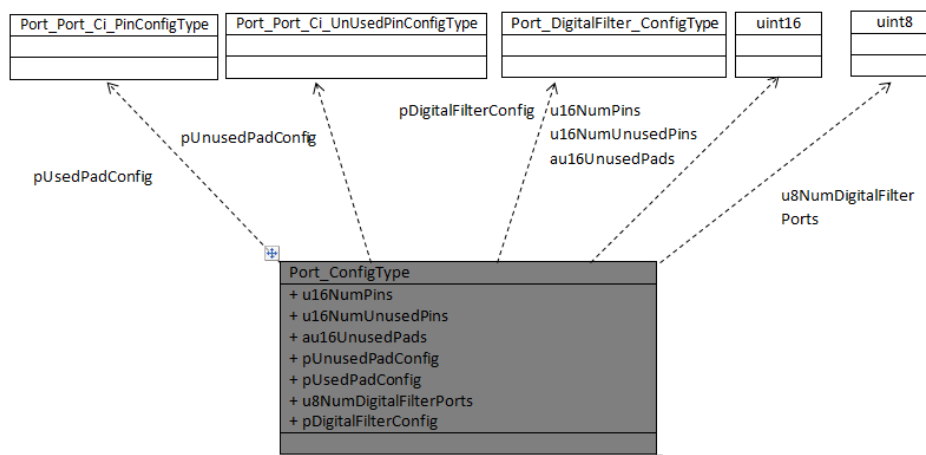 Port_Port_Ci_PinConfigType
Port_Port_Ci_UnUsedPinConfigType
Port_DigitalFilter_ConfigType
uint16
uint8
pDigitalFilterConfig
u16NumPins
u16NumUnusedPins
au16UnusedPads
pUnusedPadConfig
pUsedPadConfig
u8NumDigitalFilter
Ports
Port_ConfigType
+ u16NumPins
+ u16NumUnusedPins
+ au16UnusedPads
+ pUnusedPadConfig
+ pUsedPadConfig
+ u8NumDigitalFilterPorts
+ pDigitalFilterConfig